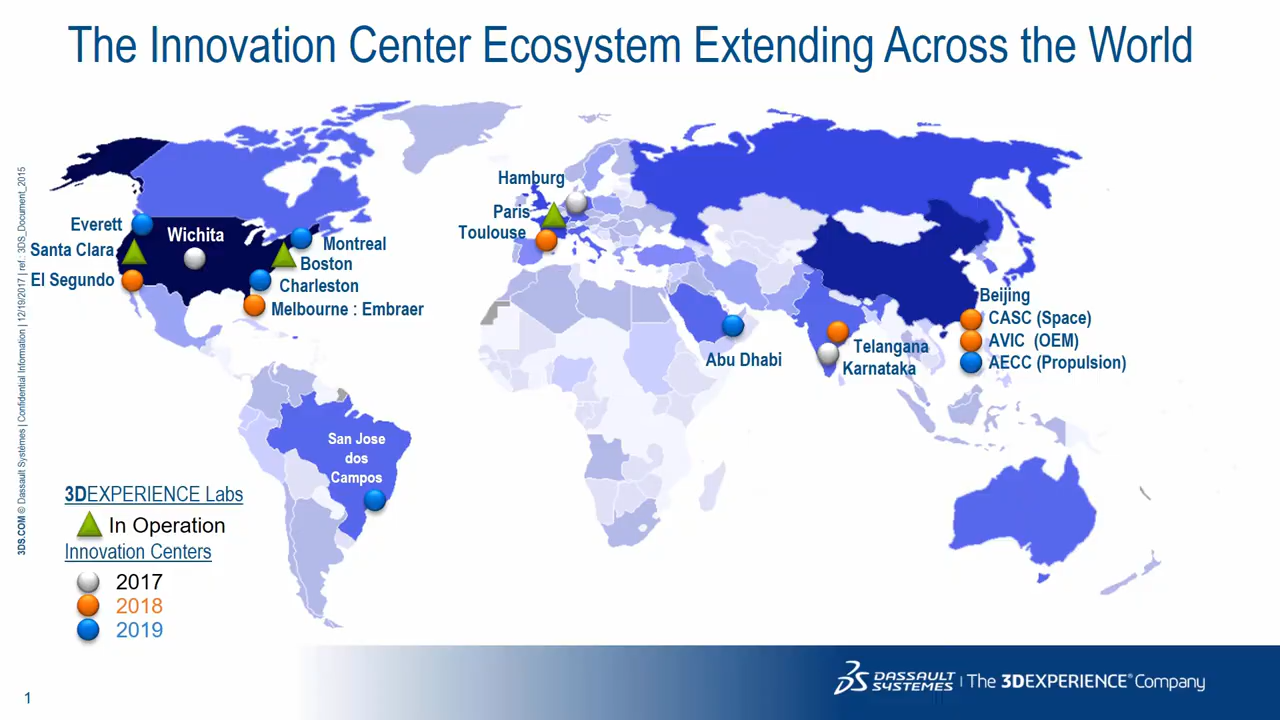 The Innovation Center Ecosystem Extending Across the World
3DS.COM © Dassault Systèmes | Confidential Information | 12/19/2017 | ref.: 3DS_Document_2015
Everett
Santa Clara
El Segundo
Wichita
Montreal
Boston
Charleston
Melbourne : Embraer
San Jose
dos
Campos
Hamburg
Paris
Toulouse
Abu Dhabi
Telangana
Karnataka
Beijing
CASC (Space)
AVIC (OEM)
AECC (Propulsion)
3DEXPERIENCE Labs
In Operation
Innovation Centers
2017
2018
2019
1
DASSAULT
SYSTEMES
The 3DEXPERIENCE® Company